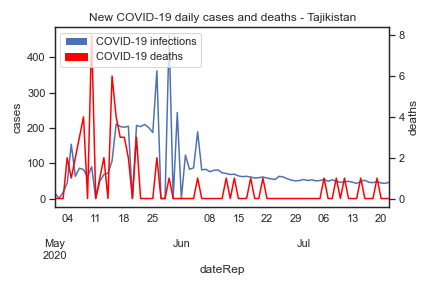 New COVID-19 daily cases and deaths - Tajikistan
COVID-19 infections
COVID-19 deaths
cases
400
300
200
100
0
deaths
8
6
4
2
0
04 11 18 25 08 15 22 29 06 13 20
May Jun Jul
2020
dateRep